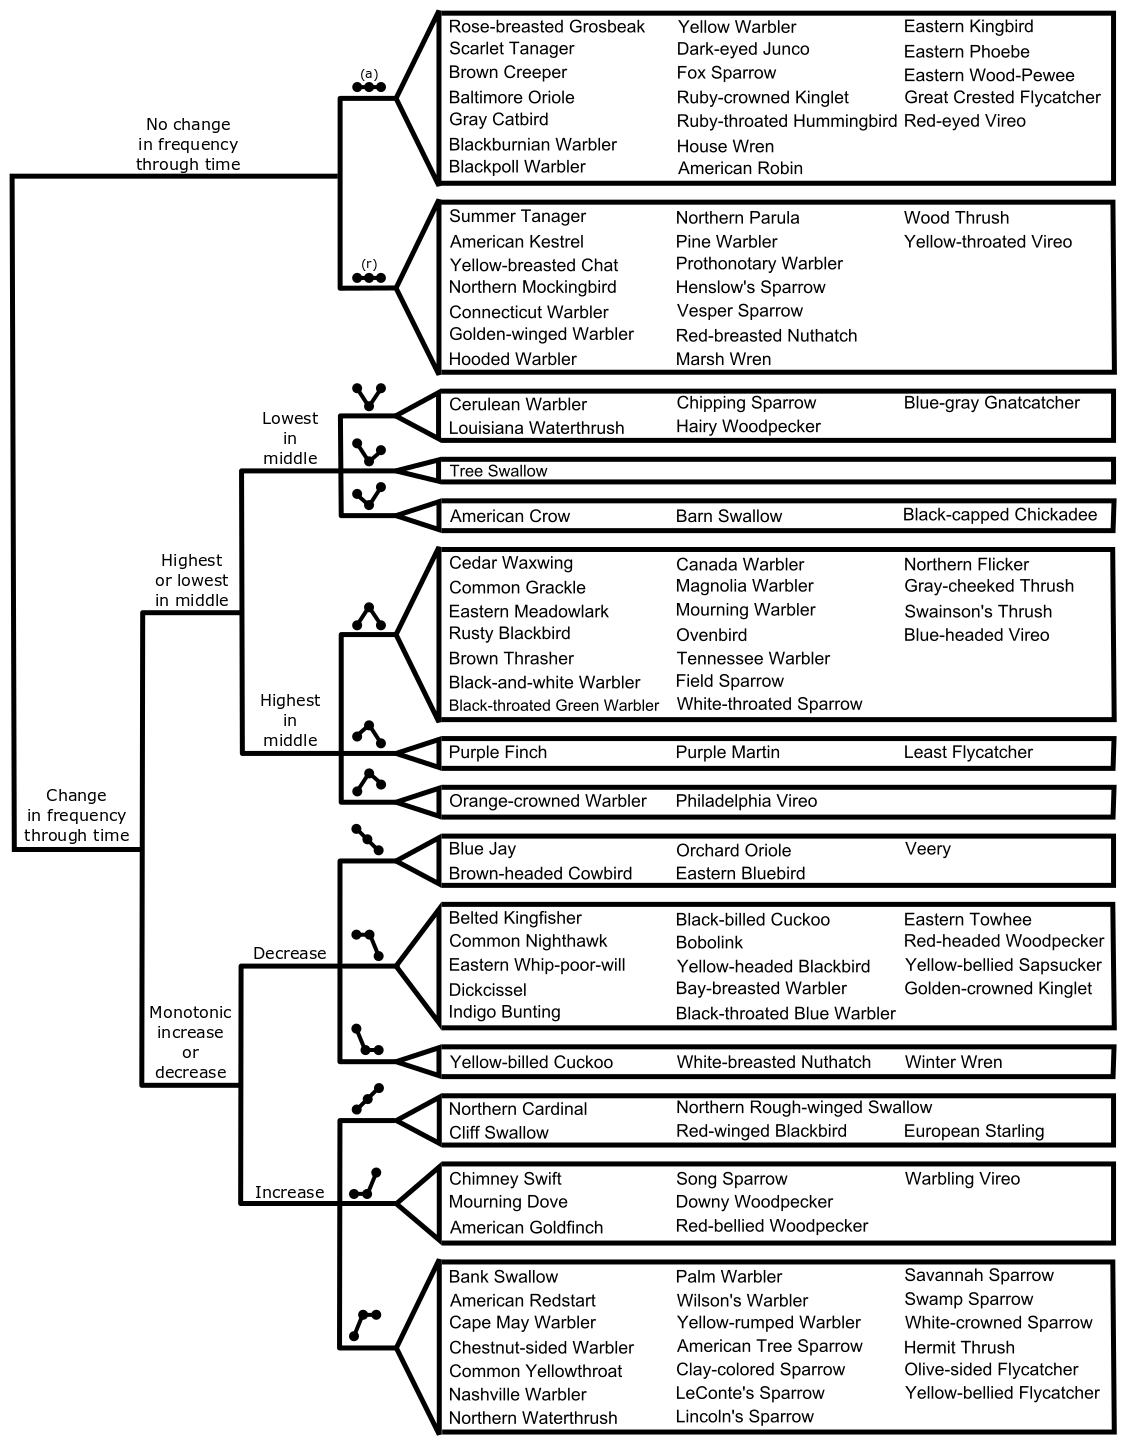 No change
in frequency
through time
(a)
Rose-breasted Grosbeak Yellow Warbler Eastern Kingbird
Scarlet Tanager Dark-eyed Junco Eastern Phoebe
Brown Creeper Fox Sparrow Eastern Wood-Pewee
Baltimore Oriole Ruby-crowned Kinglet Great Crested Flycatcher
Gray Catbird Ruby-throated Hummingbird Red-eyed Vireo
Blackburnian Warbler House Wren
Blackpoll Warbler American Robin
(r)
Summer Tanager Northern Parula Wood Thrush
American Kestrel Pine Warbler Yellow-throated Vireo
Yellow-breasted Chat Prothonotary Warbler
Northern Mockingbird Henslow's Sparrow
Connecticut Warbler Vesper Sparrow
Golden-winged Warbler Red-breasted Nuthatch
Hooded Warbler Marsh Wren
Change
in frequency
through time
Highest
or lowest
in middle
Lowest
in
middle
Cerulean Warbler Chipping Sparrow Blue-gray Gnatcatcher
Louisiana Waterthrush Hairy Woodpecker
Tree Swallow
American Crow Barn Swallow Black-capped Chickadee
Highest
in
middle
Cedar Waxwing Canada Warbler Northern Flicker
Common Grackle Magnolia Warbler Gray-cheeked Thrush
Eastern Meadowlark Mourning Warbler Swainson's Thrush
Rusty Blackbird Ovenbird Blue-headed Vireo
Brown Thrasher Tennessee Warbler
Black-and-white Warbler Field Sparrow
Black-throated Green Warbler White-throated Sparrow
Purple Finch Purple Martin Least Flycatcher
Orange-crowned Warbler Philadelphia Vireo
Monotonic
increase
or
decrease
Decrease
Blue Jay Orchard Oriole Veery
Brown-headed Cowbird Eastern Bluebird
Belted Kingfisher Black-billed Cuckoo Eastern Towhee
Common Nighthawk Bobolink Red-headed Woodpecker
Eastern Whip-poor-will Yellow-headed Blackbird Yellow-bellied Sapsucker
Dickcissel Bay-breasted Warbler Golden-crowned Kinglet
Indigo Bunting Black-throated Blue Warbler
Yellow-billed Cuckoo White-breasted Nuthatch Winter Wren
Increase
Northern Cardinal Northern Rough-winged Swallow
Cliff Swallow Red-winged Blackbird European Starling
Chimney Swift Song Sparrow Warbling Vireo
Mourning Dove Downy Woodpecker
American Goldfinch Red-bellied Woodpecker
Bank Swallow Palm Warbler Savannah Sparrow
American Redstart Wilson's Warbler Swamp Sparrow
Cape May Warbler Yellow-rumped Warbler White-crowned Sparrow
Chestnut-sided Warbler American Tree Sparrow Hermit Thrush
Common Yellowthroat Clay-colored Sparrow Olive-sided Flycatcher
Nashville Warbler LeConte's Sparrow Yellow-bellied Flycatcher
Northern Waterthrush Lincoln's Sparrow